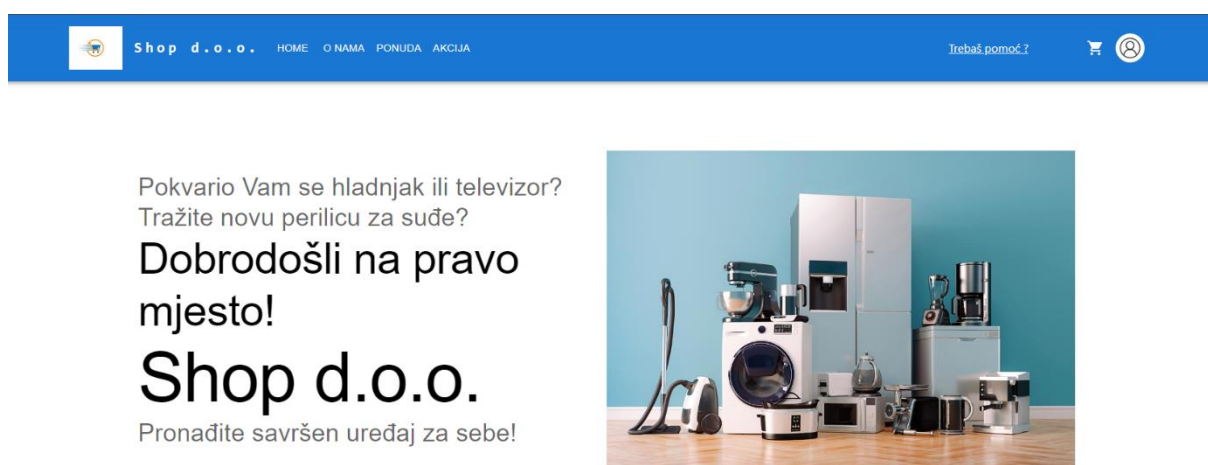 Shop d.o.o. HOME O NAMA PONUDA AKCIJA Trebaš pomoć ?
Pokvario Vam se hladnjak ili televizor?
Tražite novu perilicu za suđe?
Dobrodošli na pravo
mjesto!
Shop d.o.o.
Pronađite savršen uređaj za sebe!